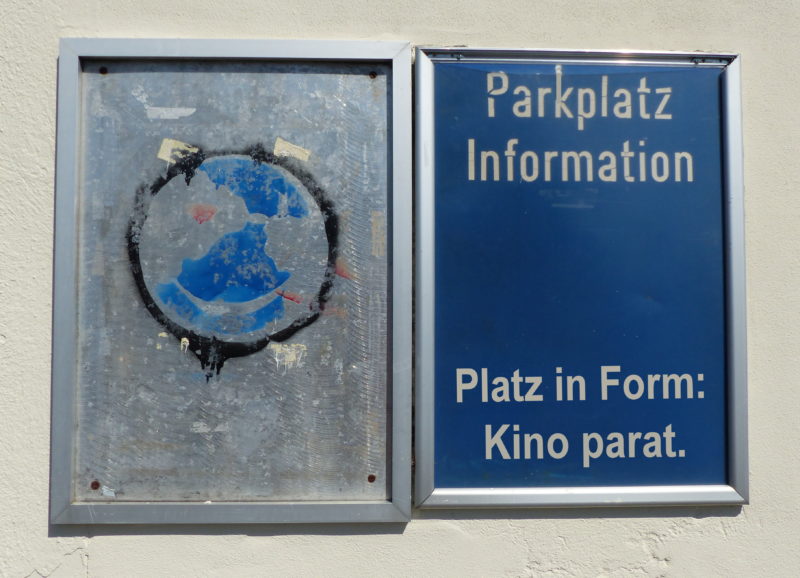 Parkplatz
Information
Platz in Form:
Kino parat.